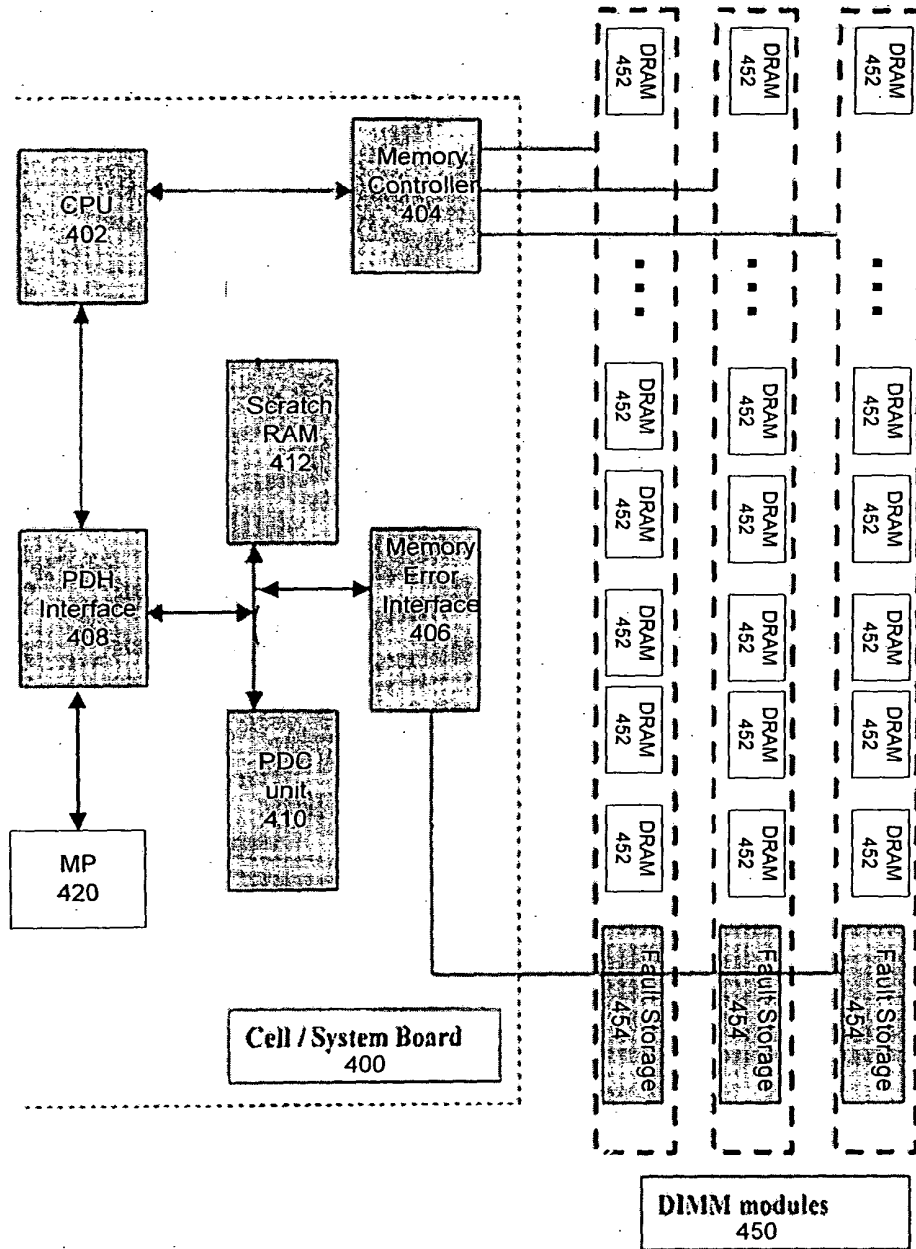 DRAM
452
DRAM
452
DRAM
452
Memory
Controller
404
CPU
402
Scratch
RAM
412
DRAM
452
DRAM
452
DRAM
452
DRAM
452
DRAM
452
DRAM
452
PDH
Interface
408
Memory
Error
Interface
406
DRAM
452
DRAM
452
DRAM
452
DRAM
452
DRAM
452
DRAM
452
PDC
unit
410
MP
420
DRAM
452
DRAM
452
DRAM
452
Fault Storage
454
Fault Storage
454
Fault Storage
454
Cell / System Board
400
DIMM modules
450